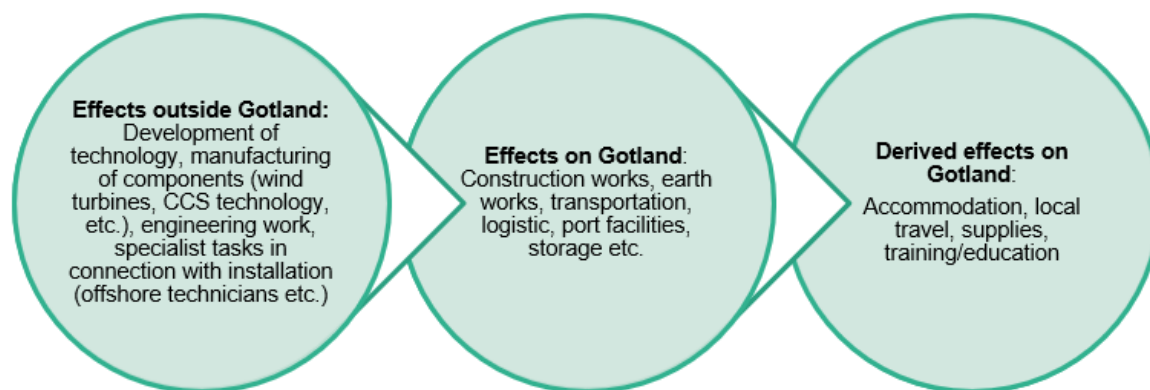 Effects outside Gotland:
Development of
technology, manufacturing
of components (wind
turbines, CCS technology,
etc.), engineering work,
specialist tasks in
connection with installation
(offshore technicians etc.)
Effects on Gotland:
Construction works, earth
works, transportation,
logistic, port facilities,
storage etc.
Derived effects on
Gotland:
Accommodation, local
travel, supplies,
training/education